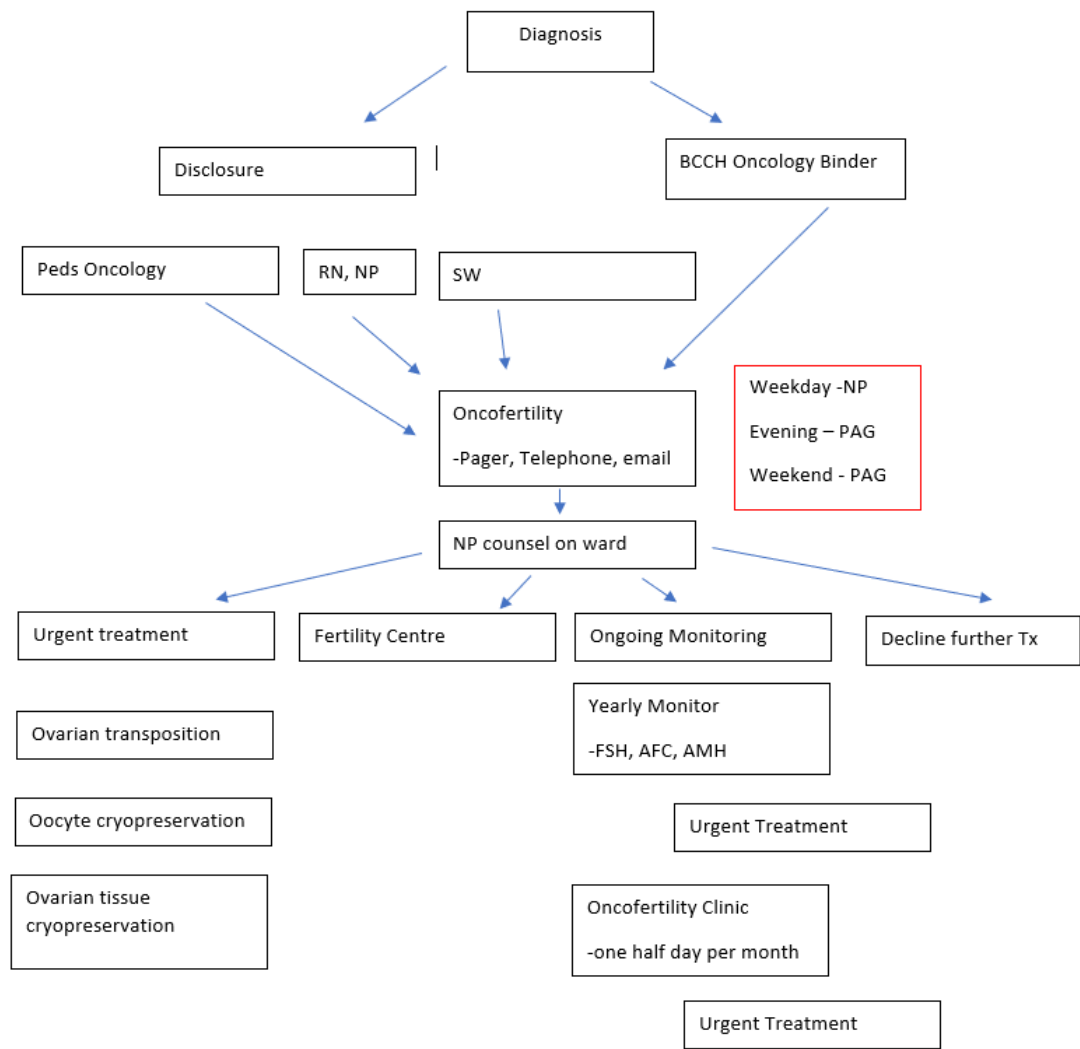 Diagnosis
Disclosure
BCCH Oncology Binder
Peds Oncology
RN, NP
SW
Oncofertility
-Pager, Telephone, email
Weekday -NP
Evening – PAG
Weekend - PAG
NP counsel on ward
Urgent treatment
Fertility Centre
Ongoing Monitoring
Decline further Tx
Yearly Monitor
-FSH, AFC, AMH
Ovarian transposition
Oocyte cryopreservation
Urgent Treatment
Ovarian tissue
cryopreservation
Oncofertility Clinic
-one half day per month
Urgent Treatment